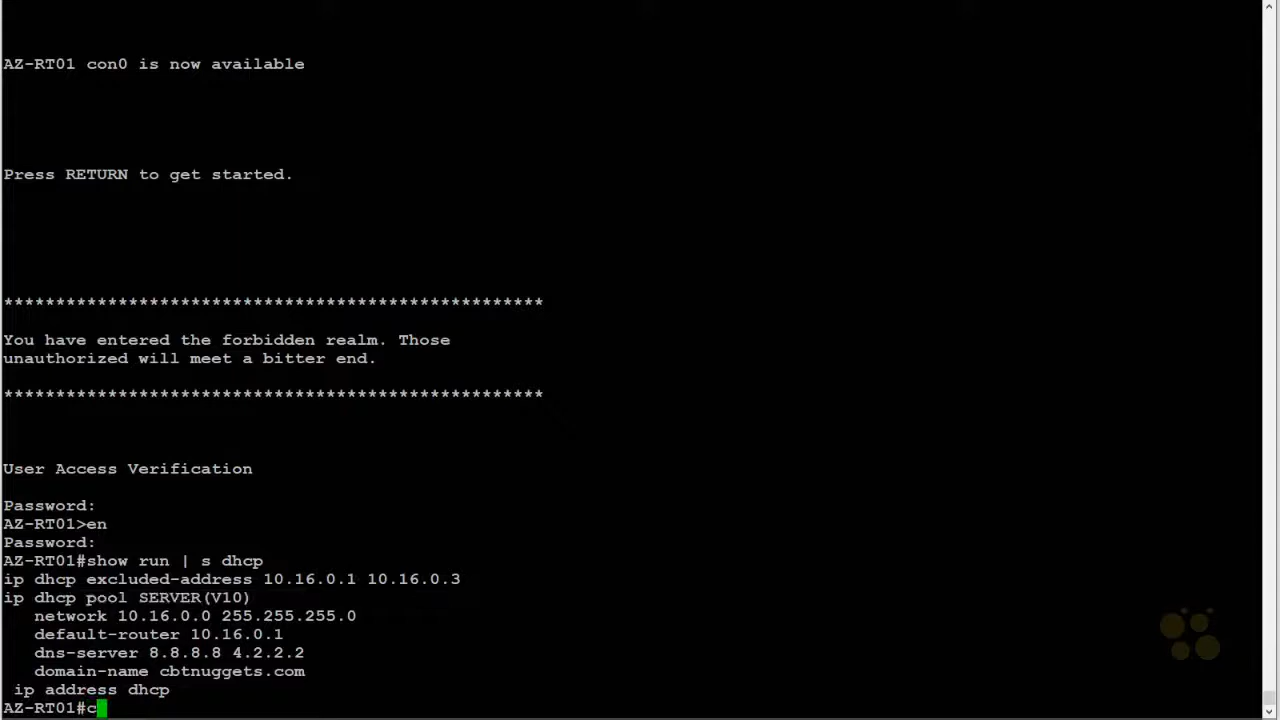 AZ-RT01 con0 is now available
Press RETURN to get started.
****************************************************
You have entered the forbidden realm. Those
unauthorized will meet a bitter end.
****************************************************
User Access Verification
Password:
AZ-RT01>en
Password:
AZ-RT01#show run | s dhcp
ip dhcp excluded-address 10.16.0.1 10.16.0.3
ip dhcp pool SERVER(V10)
   network 10.16.0.0 255.255.255.0
   default-router 10.16.0.1
   dns-server 8.8.8.8 4.2.2.2
   domain-name cbtnuggets.com
 ip address dhcp
AZ-RT01#c